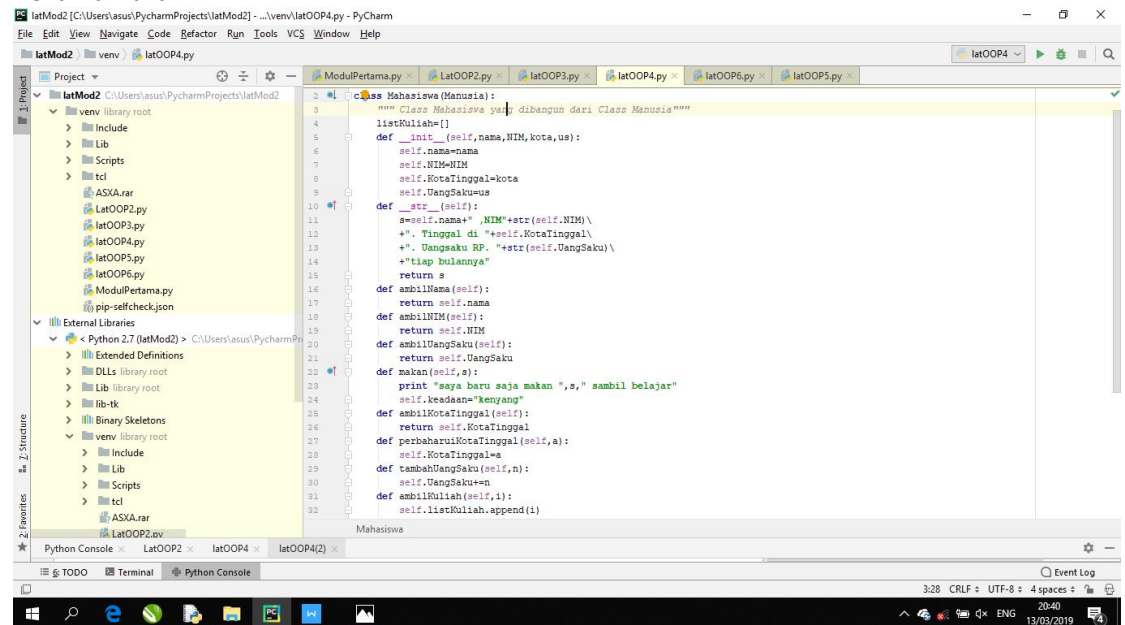 latMod2 [C:\Users\asus\PycharmProjects\latMod2] - ...\venv\latOOP4.py - PyCharm
File Edit View Navigate Code Refactor Run Tools VCS Window Help
latMod2 venv latOOP4.py latOOP4
Project
ModulPertama.py LatOOP2.py latOOP3.py latOOP4.py latOOP6.py latOOP5.py
1: Project
latMod2 C:\Users\asus\PycharmProjects\latMod2
venv library root
Include
Lib
Scripts
tcl
ASXA.rar
LatOOP2.py
latOOP3.py
latOOP4.py
latOOP5.py
latOOP6.py
ModulPertama.py
pip-selfcheck.json
External Libraries
< Python 2.7 (latMod2) > C:\Users\asus\PycharmPr
Extended Definitions
DLLs library root
Lib library root
lib-tk
Binary Skeletons
venv library root
Include
Lib
Scripts
tcl
ASXA.rar
LatOOP2.py
Z: Structure
2: Favorites
2 class Mahasiswa(Manusia):
3 """ Class Mahasiswa yang dibangun dari Class Manusia"""
4 listKuliah=[]
5 def __init__(self,nama,NIM,kota,us):
6 self.nama=nama
7 self.NIM=NIM
8 self.KotaTinggal=kota
9 self.UangSaku=us
10 def __str__(self):
11 s=self.nama+" ,NIM"+str(self.NIM)\
12 +". Tinggal di "+self.KotaTinggal\
13 +". Uangsaku RP. "+str(self.UangSaku)\
14 +"tiap bulannya"
15 return s
16 def ambilNama(self):
17 return self.nama
18 def ambilNIM(self):
19 return self.NIM
20 def ambilUangSaku(self):
21 return self.UangSaku
22 def makan(self,s):
23 print "saya baru saja makan ",s," sambil belajar"
24 self.keadaan="kenyang"
25 def ambilKotaTinggal(self):
26 return self.KotaTinggal
27 def perbaharuiKotaTinggal(self,a):
28 self.KotaTinggal=a
29 def tambahUangSaku(self,n):
30 self.UangSaku+=n
31 def ambilKuliah(self,i):
32 self.listKuliah.append(i)
Mahasiswa
Python Console LatOOP2 latOOP4 latOOP4(2)
6: TODO Terminal Python Console Event Log
3:28 CRLF UTF-8 4 spaces
ENG 20:40
13/03/2019 4